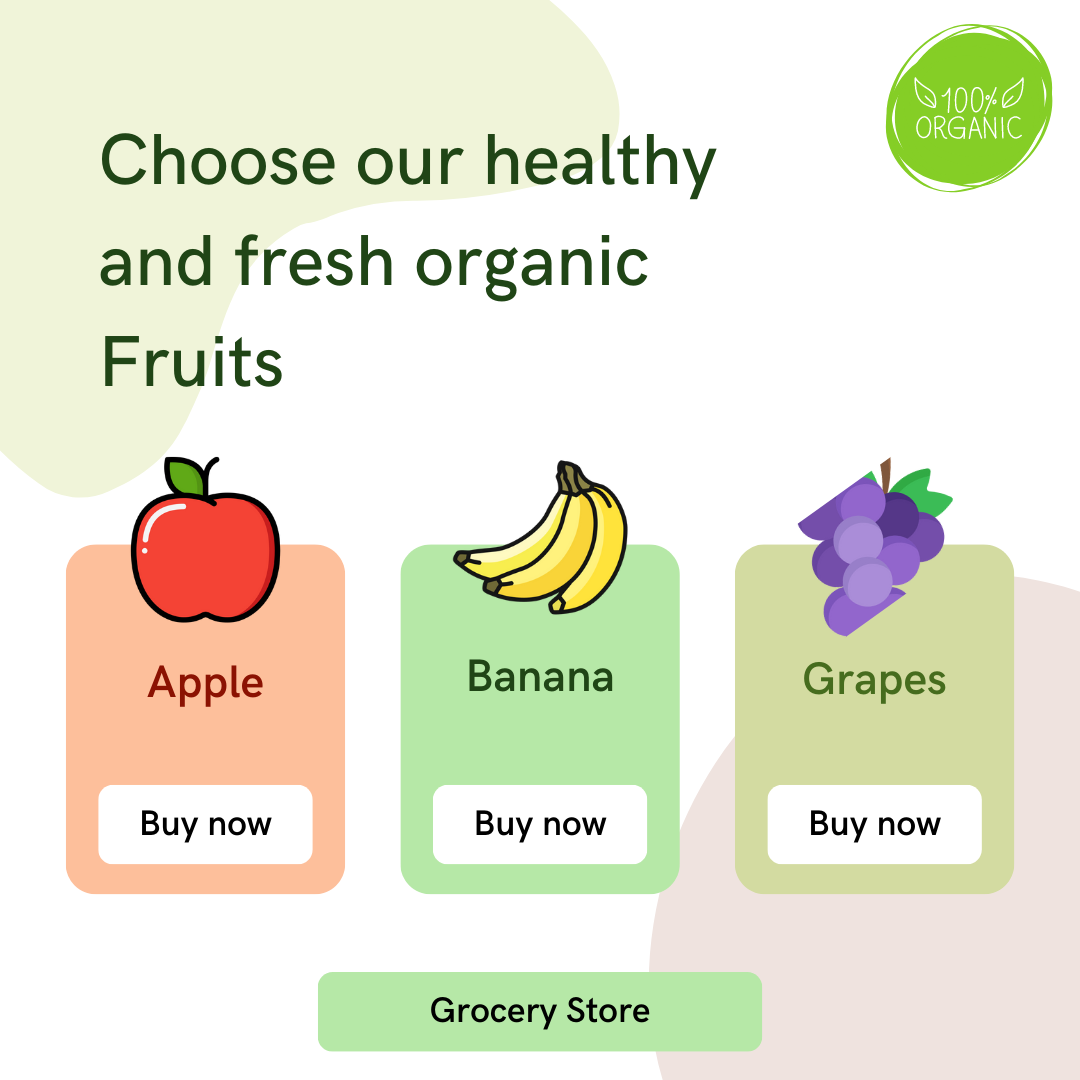 100%
ORGANIC
Choose our healthy
and fresh organic
Fruits
Apple
Banana
Grapes
Buy now
Buy now
Buy now
Grocery Store